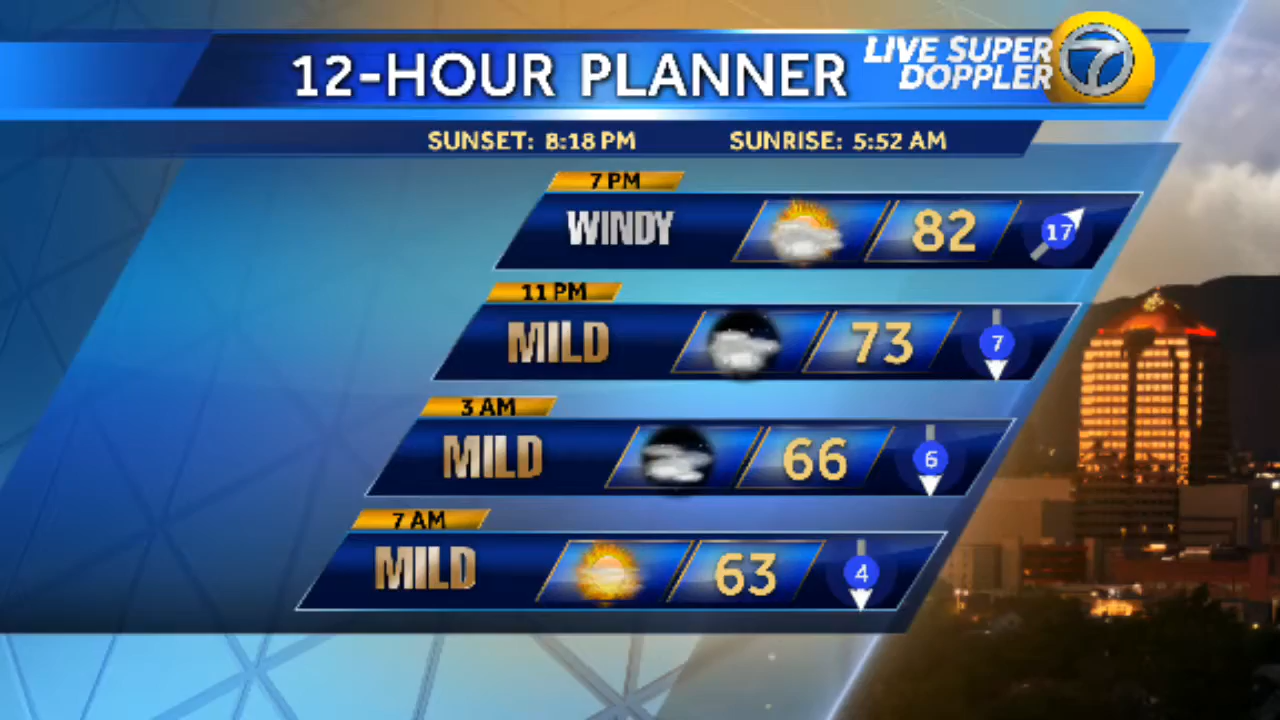 12-HOUR PLANNER
LIVE SUPER
DOPPLER
7
SUNSET: 8:18 PM SUNRISE: 5:52 AM
7 PM
WINDY 82 17
11 PM
MILD 73 7
3 AM
MILD 66 6
7 AM
MILD 63 4